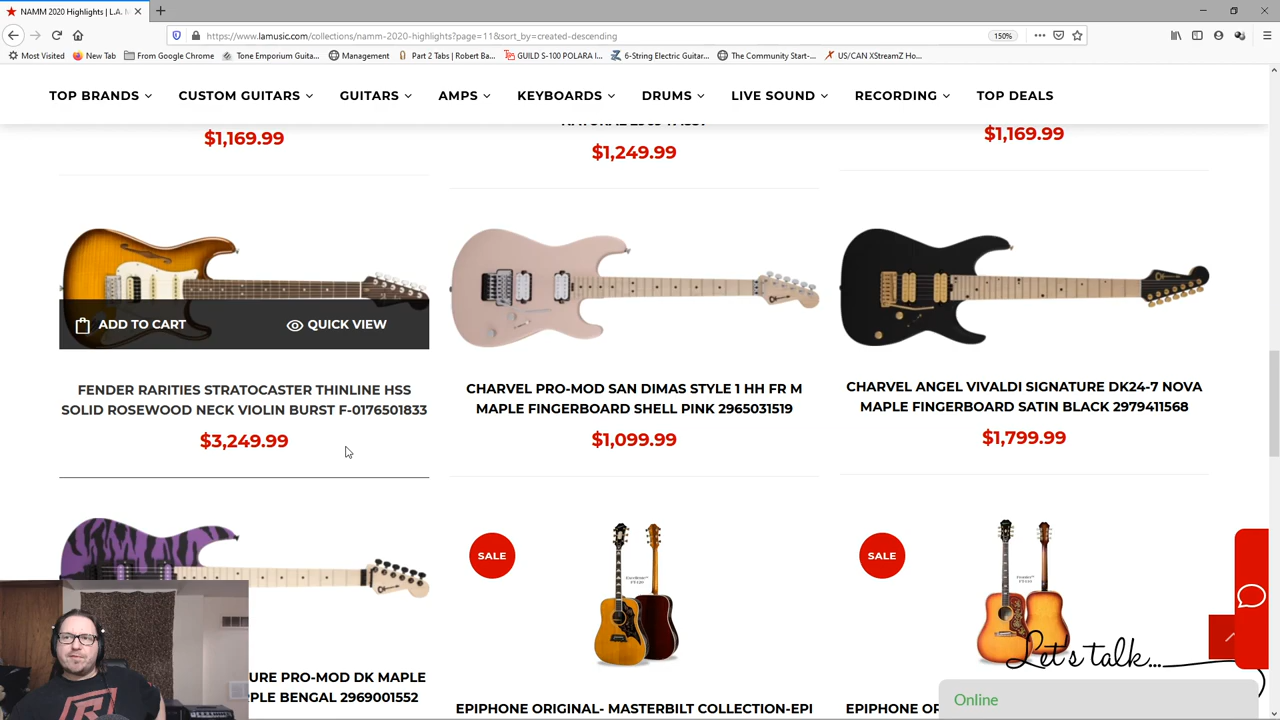 NAMM 2020 Highlights | L.A. M
https://www.lamusic.com/collections/namm-2020-highlights?page=11&sort_by=created-descending
150%
Most Visited
New Tab
From Google Chrome
Tone Emporium Guita...
Management
Part 2 Tabs | Robert Ba...
GUILD S-100 POLARA I...
6-String Electric Guitar...
The Community Start-...
US/CAN XStreamZ Ho...
TOP BRANDS
CUSTOM GUITARS
GUITARS
AMPS
KEYBOARDS
DRUMS
LIVE SOUND
RECORDING
TOP DEALS
$1,169.99
$1,249.99
$1,169.99
ADD TO CART
QUICK VIEW
FENDER RARITIES STRATOCASTER THINLINE HSS
SOLID ROSEWOOD NECK VIOLIN BURST F-0176501833
$3,249.99
CHARVEL PRO-MOD SAN DIMAS STYLE 1 HH FR M
MAPLE FINGERBOARD SHELL PINK 2965031519
$1,099.99
CHARVEL ANGEL VIVALDI SIGNATURE DK24-7 NOVA
MAPLE FINGERBOARD SATIN BLACK 2979411568
$1,799.99
SALE
SALE
URE PRO-MOD DK MAPLE
PLE BENGAL 2969001552
EPIPHONE ORIGINAL- MASTERBILT COLLECTION-EPI
EPIPHONE OR
Let's talk...
Online